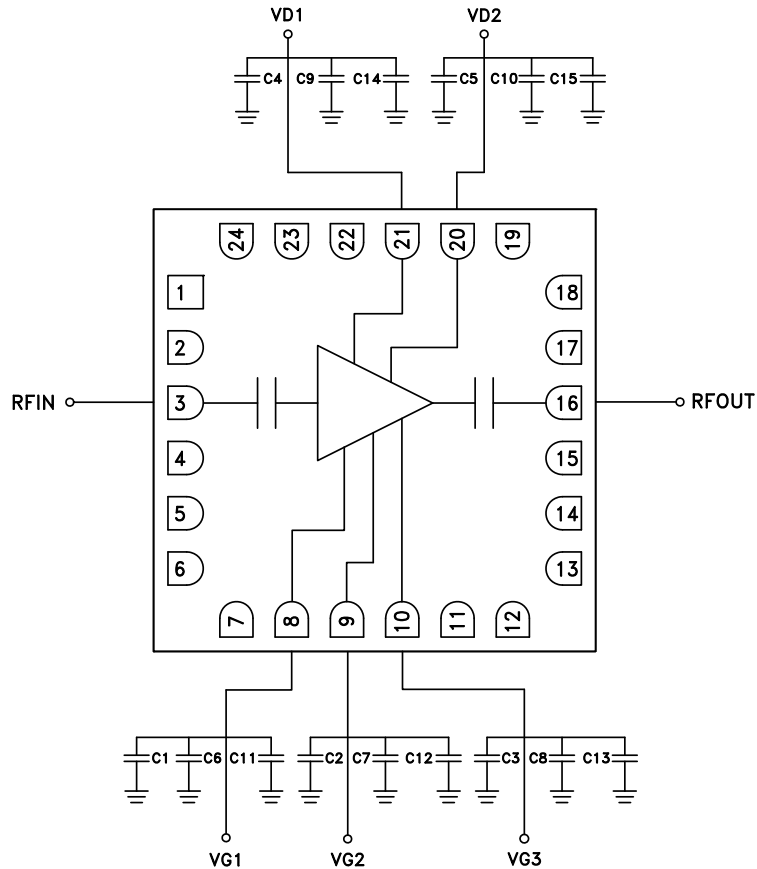 VD1 VD2
C4 C9 C14 C5 C10 C15
24 23 22 21 20 19
1 18
2 17
RFIN 3 16 RFOUT
4 15
5 14
6 13
7 8 9 10 11 12
C1 C6 C11 C2 C7 C12 C3 C8 C13
VG1 VG2 VG3